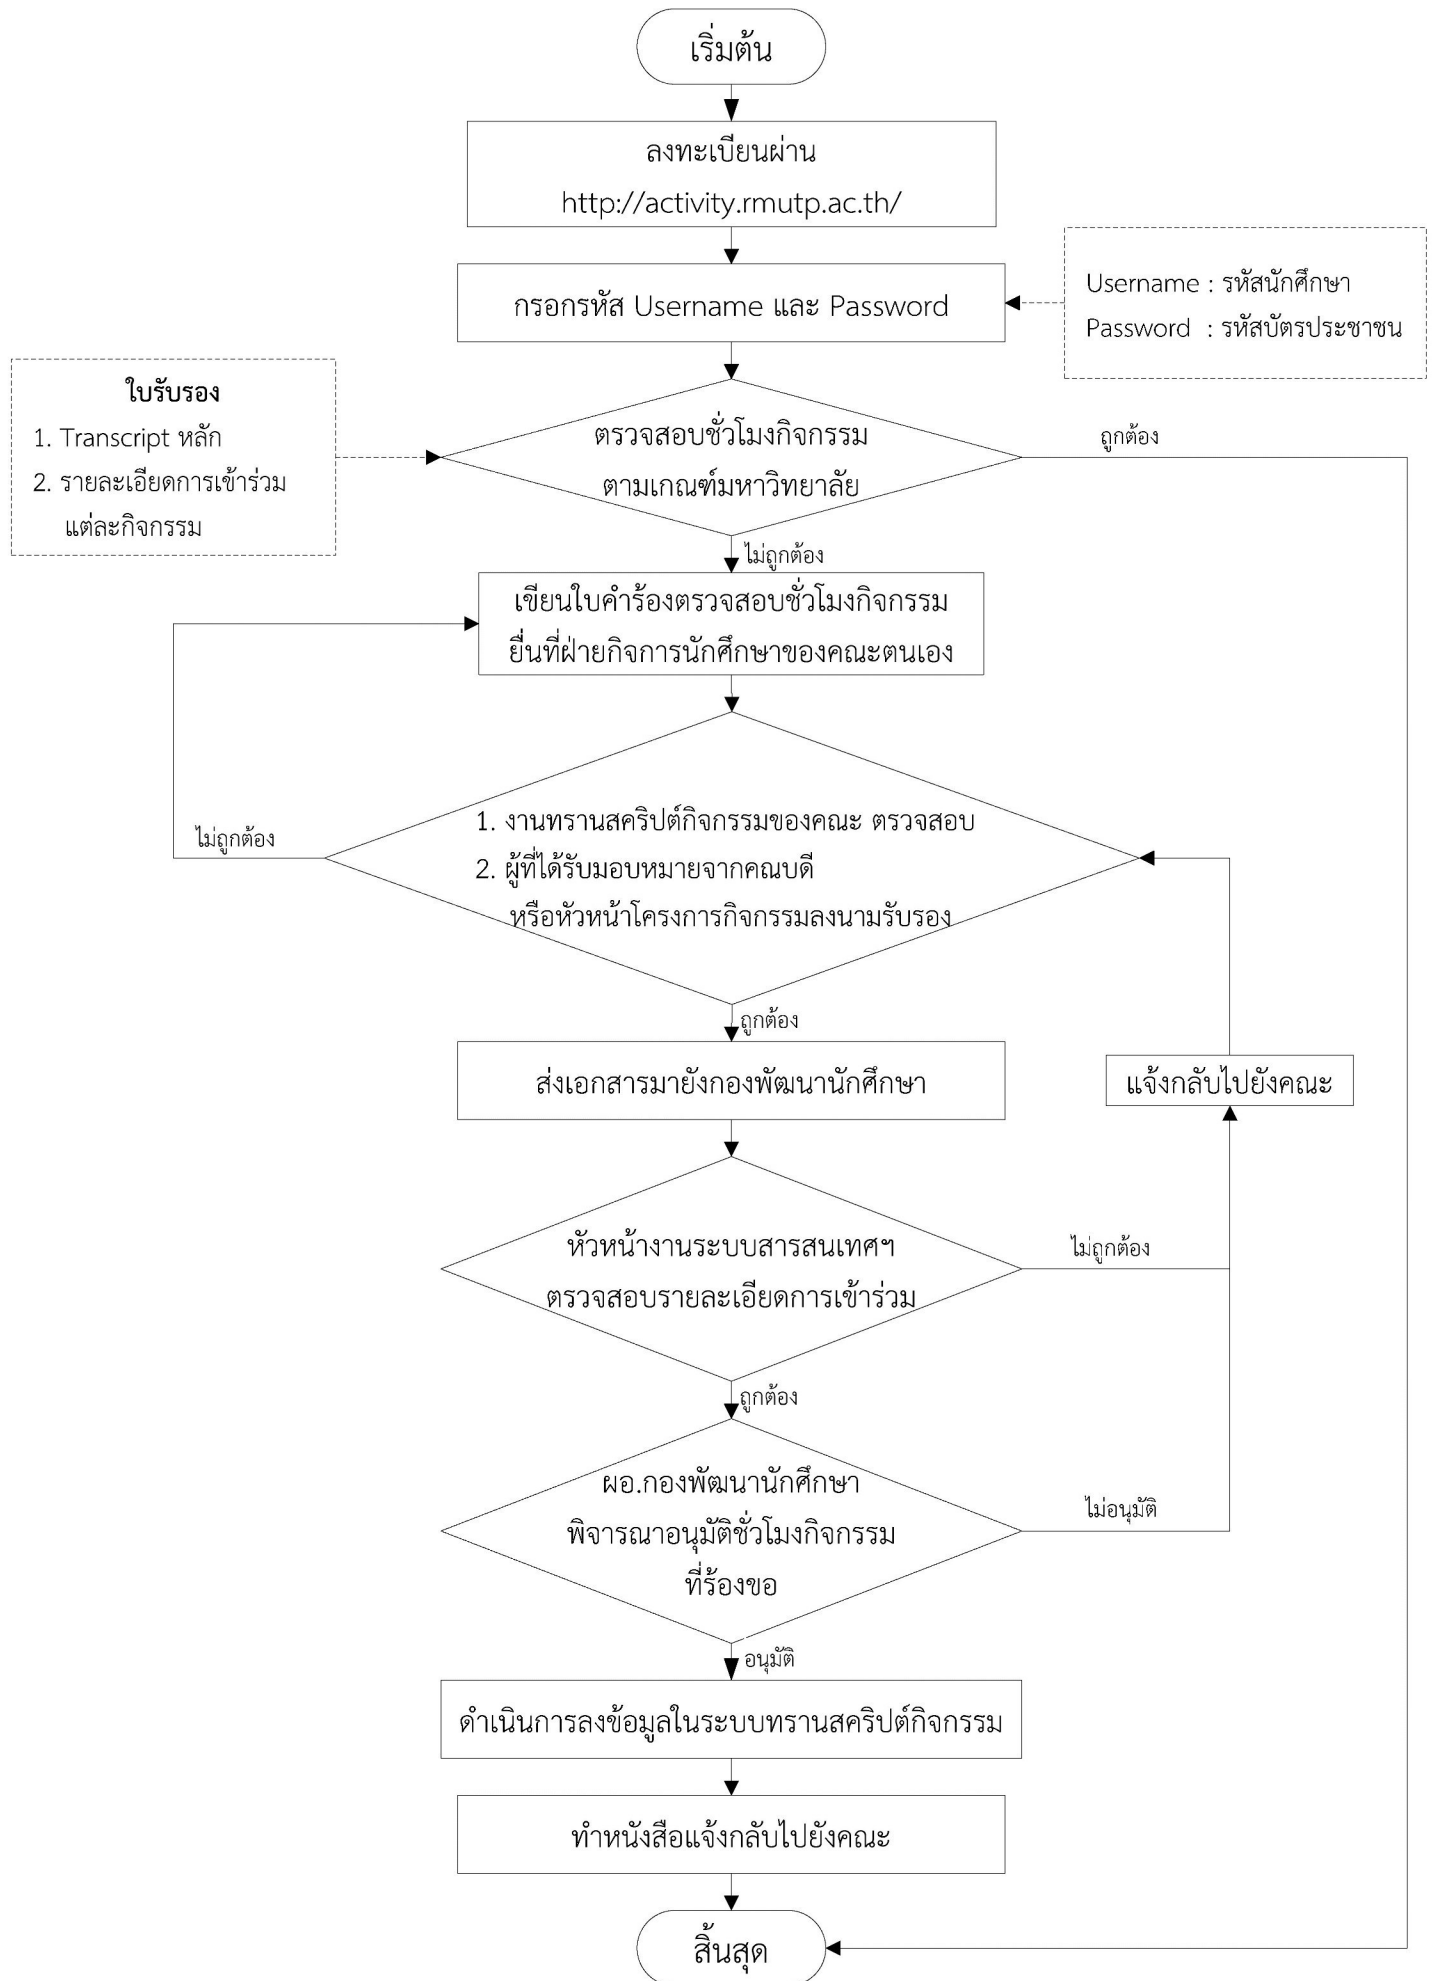 เริ่มต้น
ลงทะเบียนผ่าน
http://activity.rmutp.ac.th/
กรอกรหัส Username และ Password
Username : รหัสนักศึกษา
Password : รหัสบัตรประชาชน
ใบรับรอง
1. Transcript หลัก
2. รายละเอียดการเข้าร่วม
แต่ละกิจกรรม
ตรวจสอบชั่วโมงกิจกรรม
ตามเกณฑ์มหาวิทยาลัย
ถูกต้อง
ไม่ถูกต้อง
เขียนใบคำร้องตรวจสอบชั่วโมงกิจกรรม
ยื่นที่ฝ่ายกิจการนักศึกษาของคณะตนเอง
1. งานทรานสคริปต์กิจกรรมของคณะ ตรวจสอบ
2. ผู้ที่ได้รับมอบหมายจากคณบดี
หรือหัวหน้าโครงการกิจกรรมลงนามรับรอง
ไม่ถูกต้อง
ถูกต้อง
ส่งเอกสารมายังกองพัฒนานักศึกษา
แจ้งกลับไปยังคณะ
หัวหน้างานระบบสารสนเทศฯ
ตรวจสอบรายละเอียดการเข้าร่วม
ไม่ถูกต้อง
ถูกต้อง
ผอ.กองพัฒนานักศึกษา
พิจารณาอนุมัติชั่วโมงกิจกรรม
ที่ร้องขอ
ไม่อนุมัติ
อนุมัติ
ดำเนินการลงข้อมูลในระบบทรานสคริปต์กิจกรรม
ทำหนังสือแจ้งกลับไปยังคณะ
สิ้นสุด